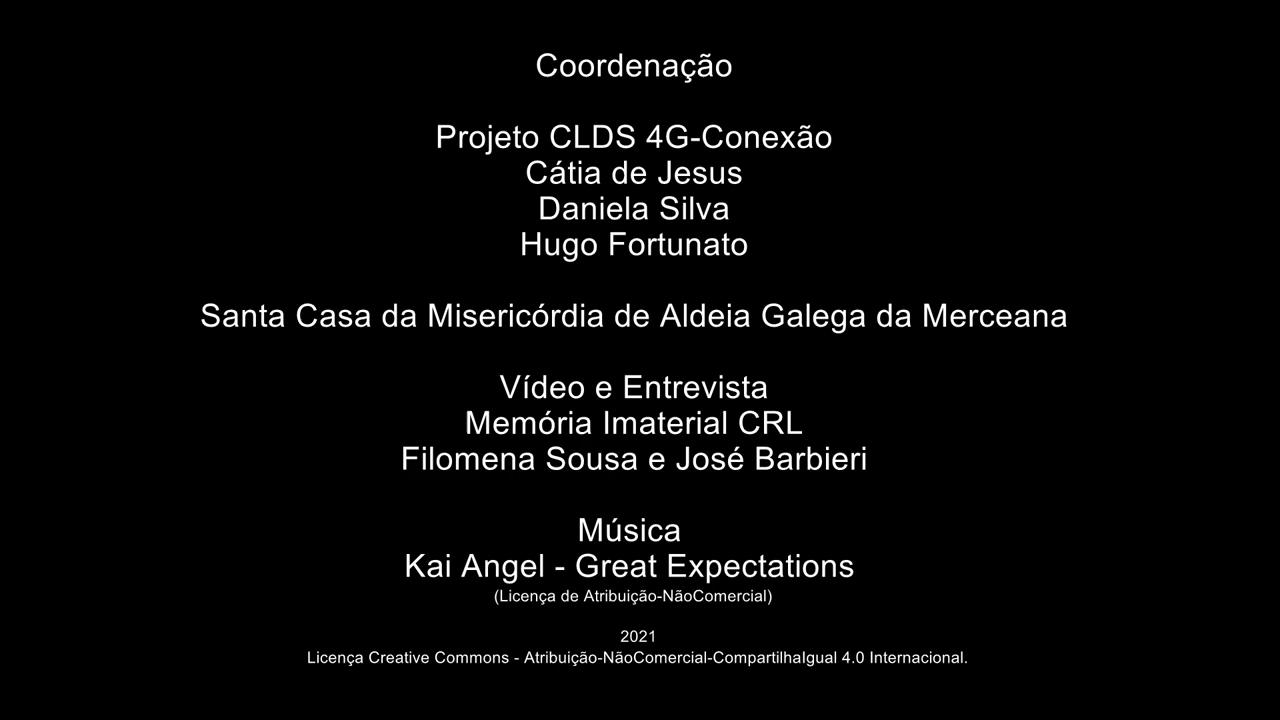 Coordenação
Projeto CLDS 4G-Conexão
Cátia de Jesus
Daniela Silva
Hugo Fortunato
Santa Casa da Misericórdia de Aldeia Galega da Merceana
Vídeo e Entrevista
Memória Imaterial CRL
Filomena Sousa e José Barbieri
Música
Kai Angel - Great Expectations
(Licença de Atribuição-NãoComercial)
2021
Licença Creative Commons - Atribuição-NãoComercial-CompartilhaIgual 4.0 Internacional.